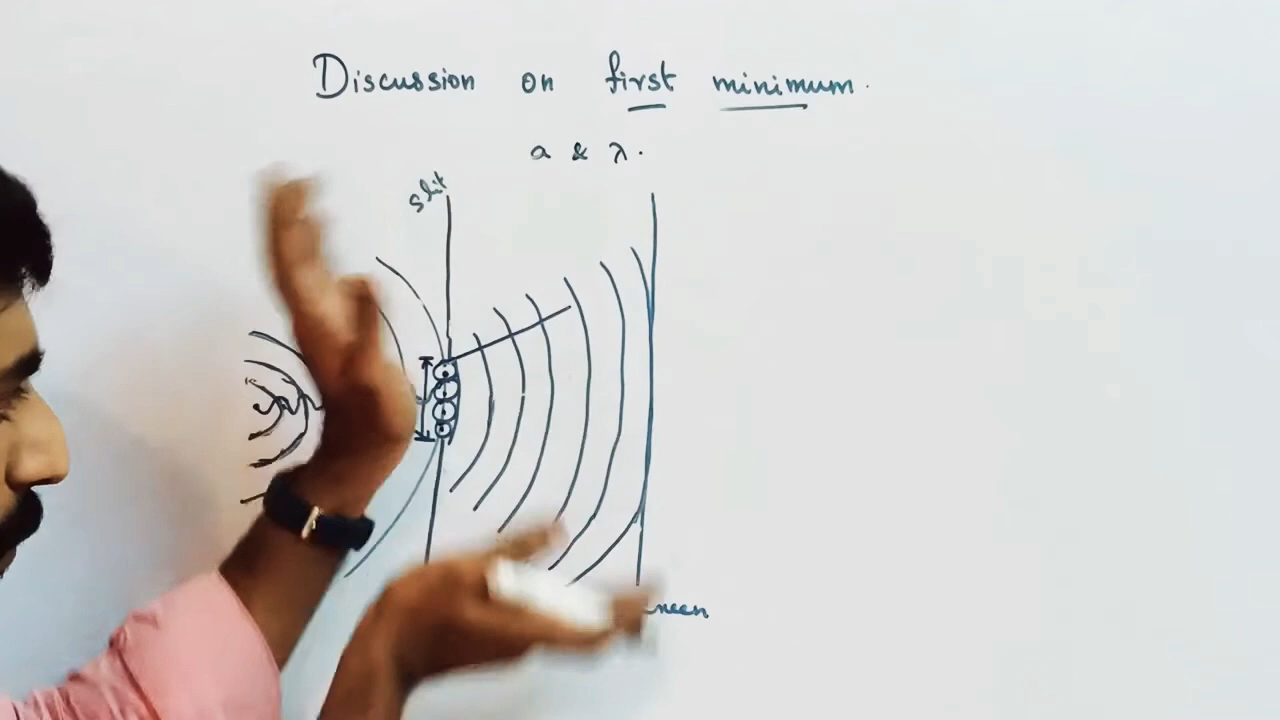 Discussion on first minimum.
a & λ.
slit